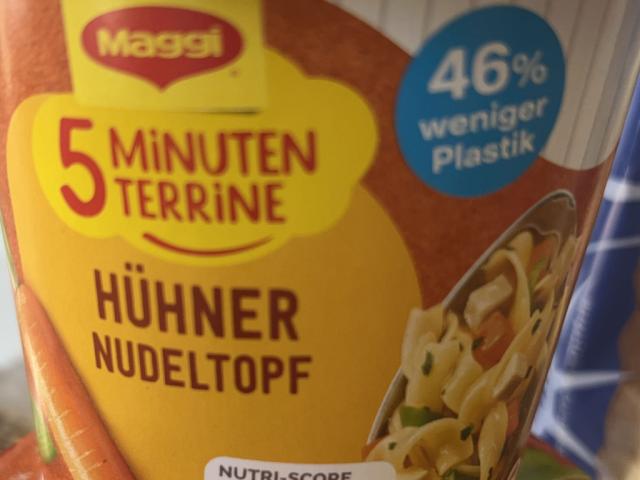 Maggi
46%
weniger
Plastik
5 MiNUTEN
TERRiNE
HÜHNER
NUDELTOPF
NUTRI-SCORE